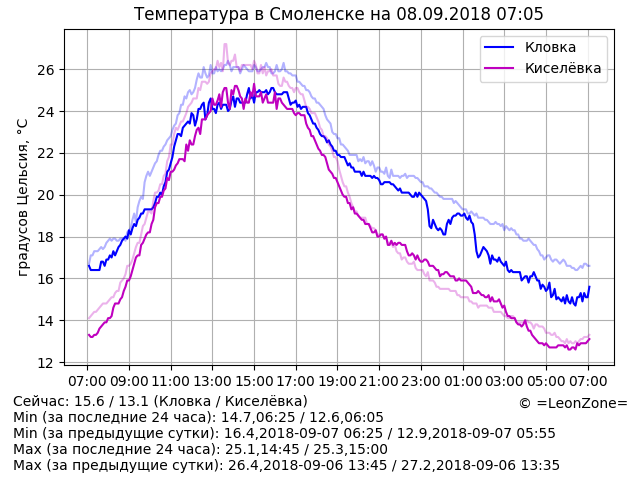 Температура в Смоленске на 08.09.2018 07:05
Кловка
Киселёвка
градусов Цельсия, °C
26
24
22
20
18
16
14
12
07:00 09:00 11:00 13:00 15:00 17:00 19:00 21:00 23:00 01:00 03:00 05:00 07:00
Сейчас: 15.6 / 13.1 (Кловка / Киселёвка)
© =LeonZone=
Min (за последние 24 часа): 14.7,06:25 / 12.6,06:05
Min (за предыдущие сутки): 16.4,2018-09-07 06:25 / 12.9,2018-09-07 05:55
Max (за последние 24 часа): 25.1,14:45 / 25.3,15:00
Max (за предыдущие сутки): 26.4,2018-09-06 13:45 / 27.2,2018-09-06 13:35